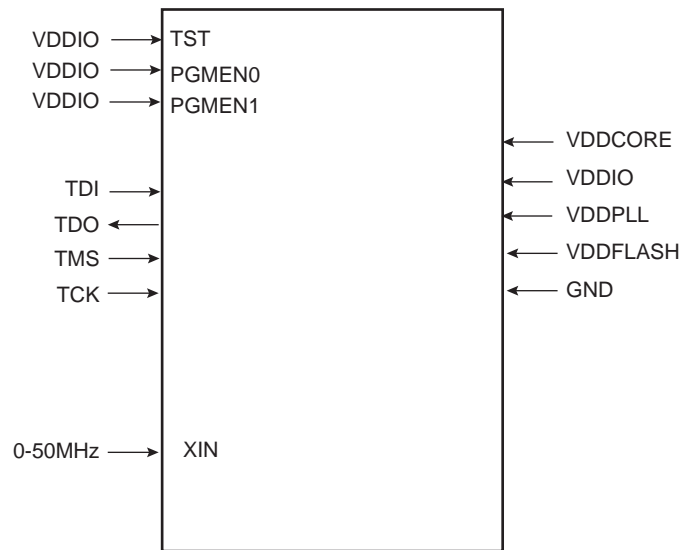 VDDIO TST
VDDIO PGMEN0
VDDIO PGMEN1
VDDCORE
VDDIO
TDI
VDDPLL
TDO
VDDFLASH
TMS
GND
TCK
0-50MHz XIN